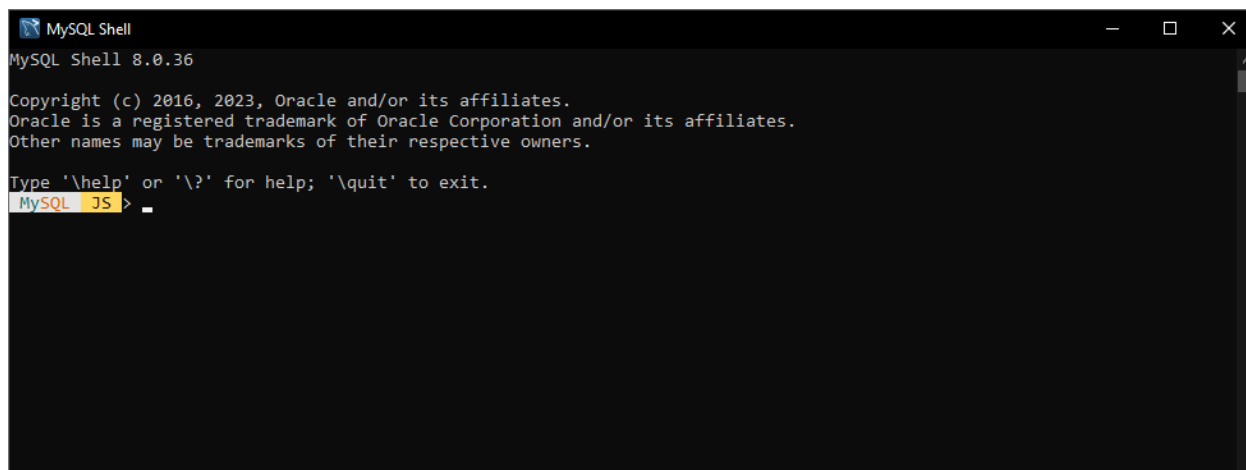 MySQL Shell
MySQL Shell 8.0.36
Copyright (c) 2016, 2023, Oracle and/or its affiliates.
Oracle is a registered trademark of Oracle Corporation and/or its affiliates.
Other names may be trademarks of their respective owners.
Type '\help' or '\?' for help; '\quit' to exit.
MySQL JS >